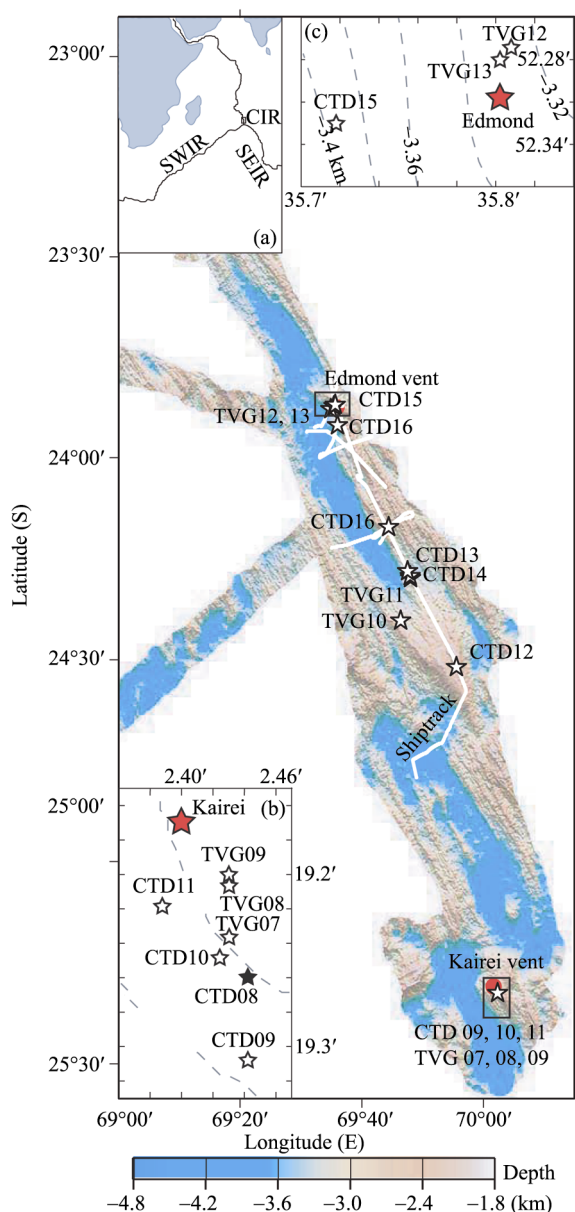 23°00′
(c)
TVG12
52.28′
TVG13
CTD15
CIR
−3.32
Edmond
SWIR
SEIR
−3.4 km
−3.36
52.34′
35.7′
35.8′
(a)
23°30′
Edmond vent
CTD15
TVG12, 13
CTD16
24°00′
CTD16
CTD13
CTD14
TVG11
TVG10
24°30′
CTD12
Shiptrack
Latitude (S)
2.40′
2.46′
25°00′
Kairei
(b)
TVG09
19.2′
CTD11
TVG08
TVG07
CTD10
Kairei vent
CTD08
CTD 09, 10, 11
CTD09
19.3′
TVG 07, 08, 09
25°30′
69°00′
69°20′
69°40′
70°00′
Longitude (E)
Depth
−4.8
−4.2
−3.6
−3.0
−2.4
−1.8
(km)